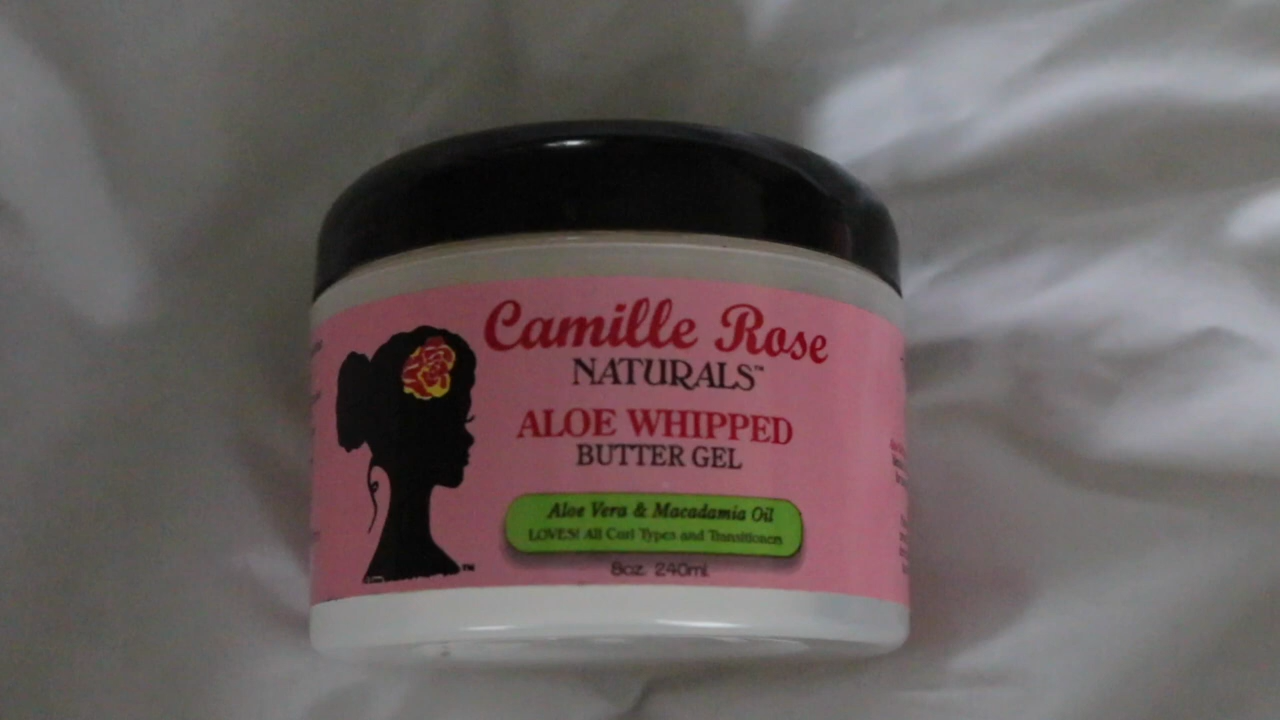 Camille Rose
NATURALS™
ALOE WHIPPED
BUTTER GEL
Aloe Vera & Macadamia Oil
LOVES! All Curl Types and Transitioners
8oz. 240ml.
™